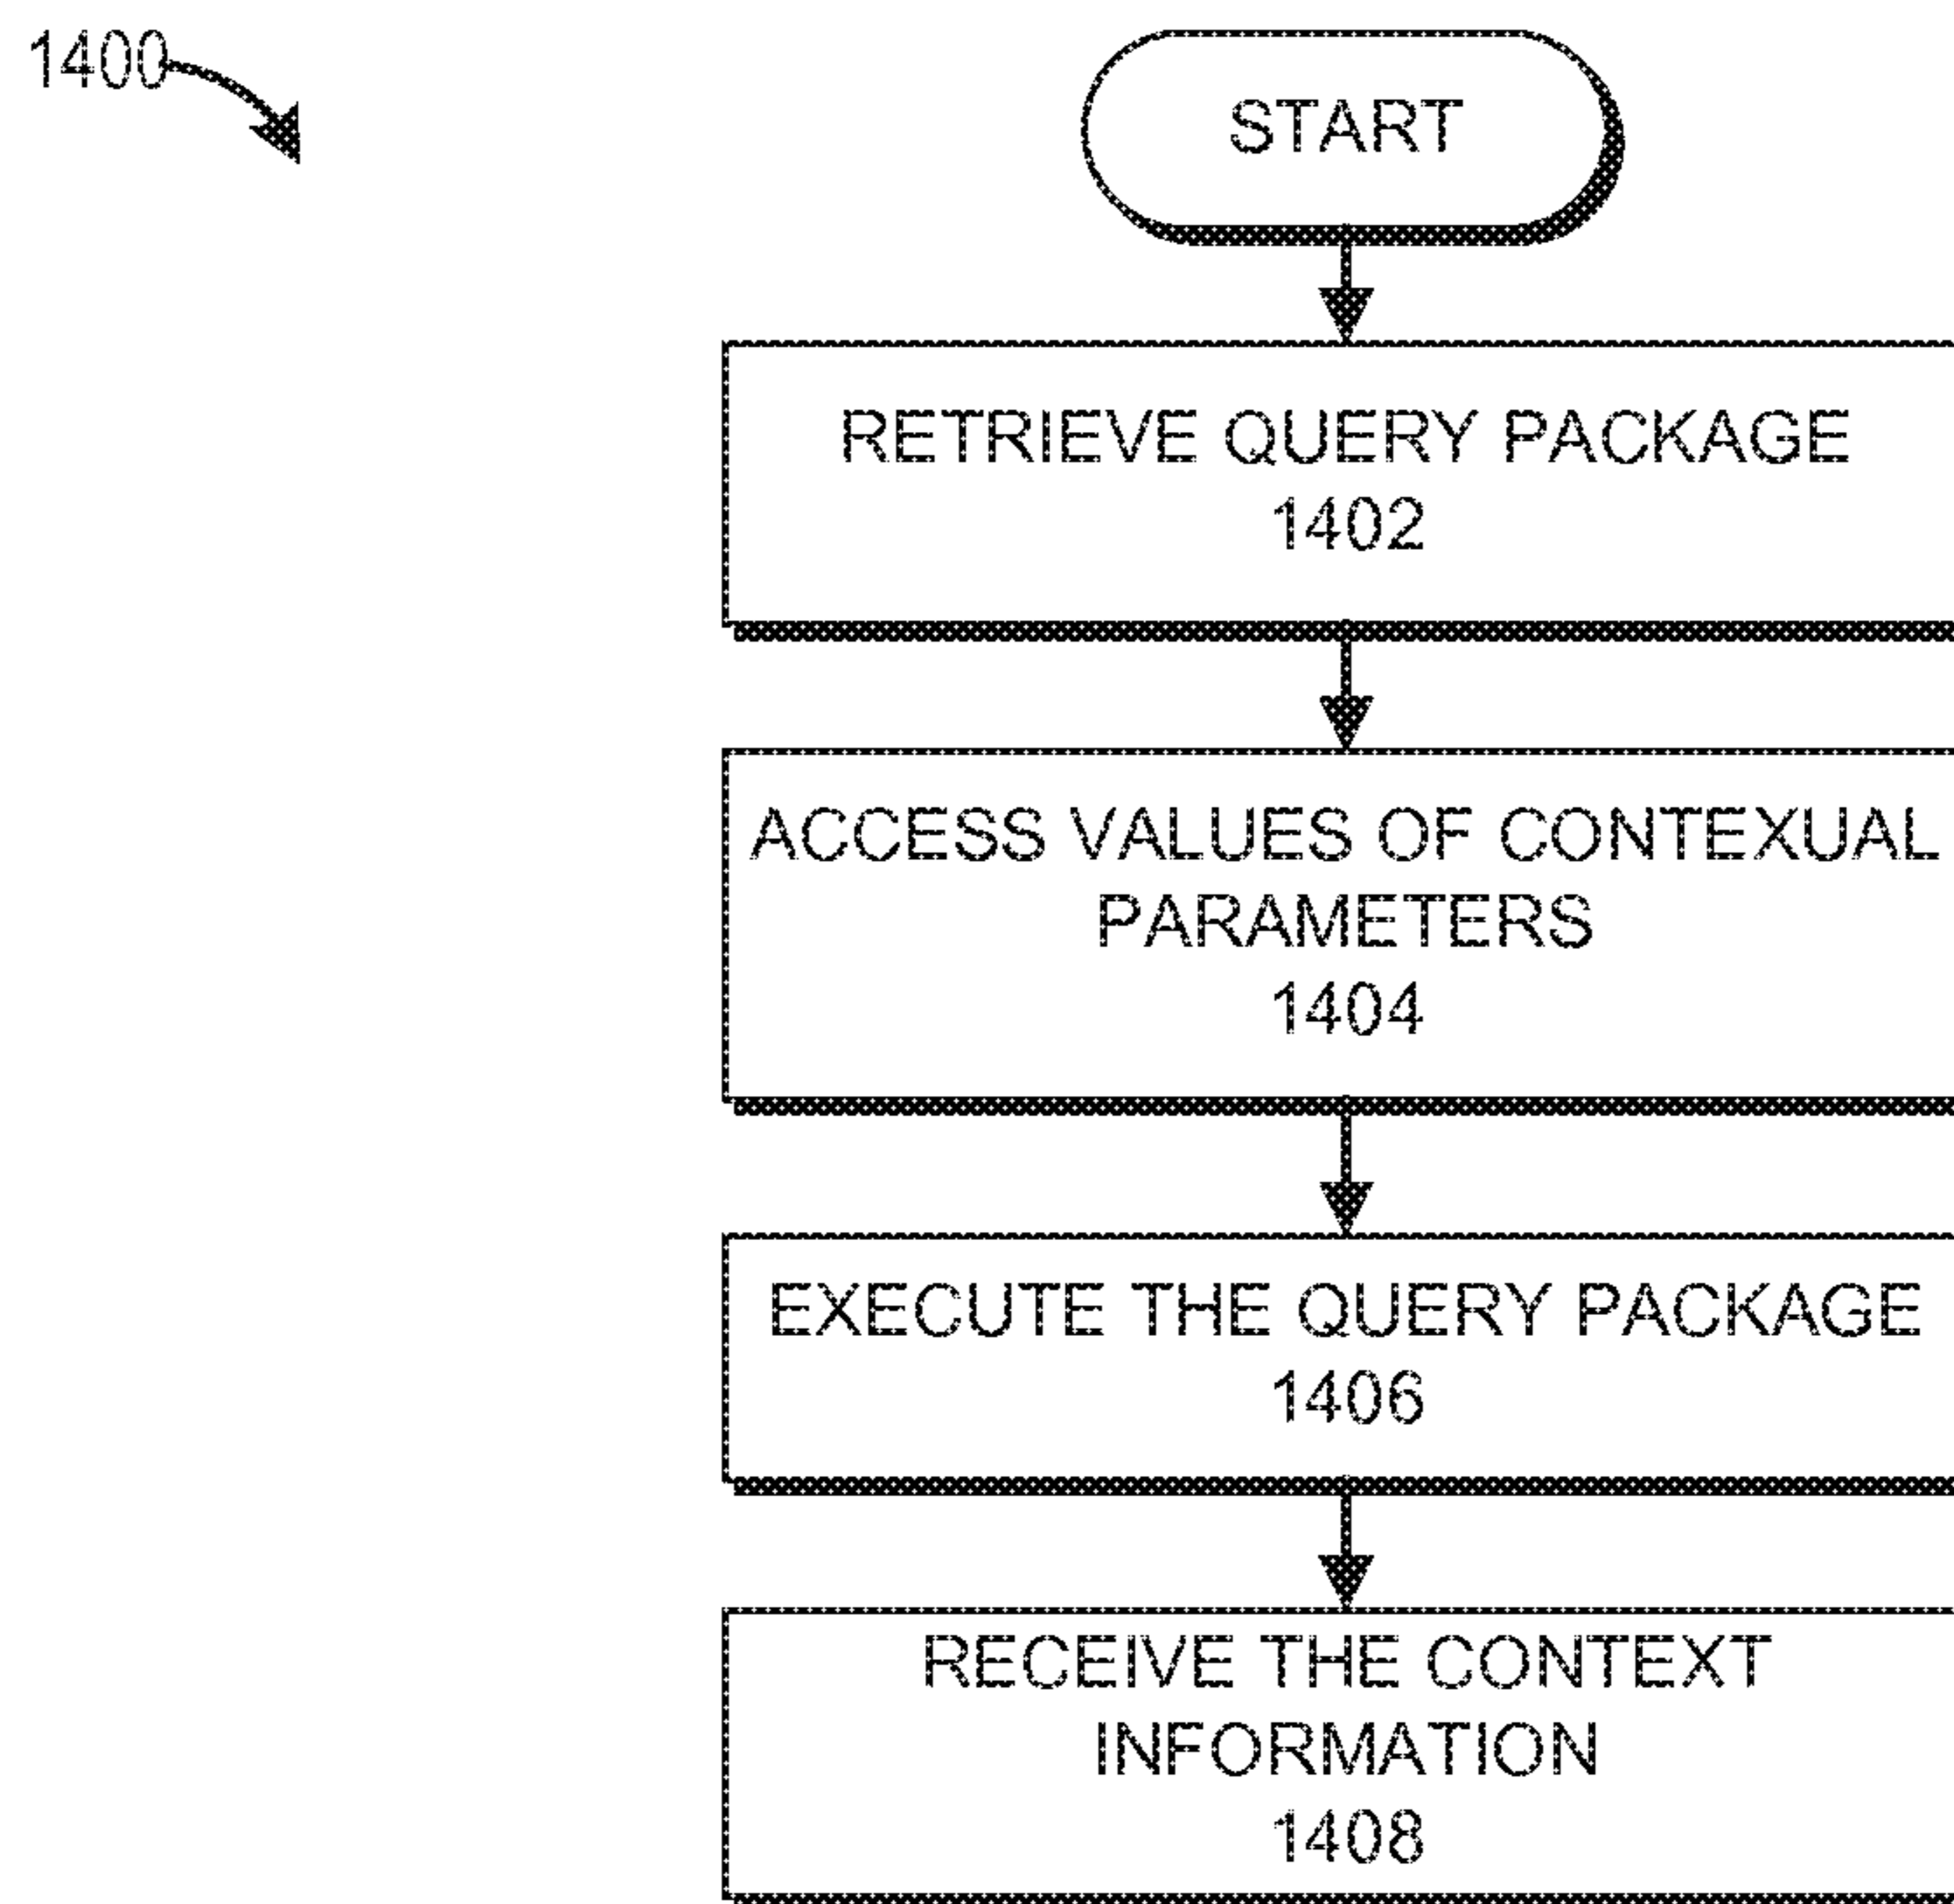 1400
START
RETRIEVE QUERY PACKAGE
1402
ACCESS VALUES OF CONTEXUAL
PARAMETERS
1404
EXECUTE THE QUERY PACKAGE
1406
RECEIVE THE CONTEXT
INFORMATION
1408